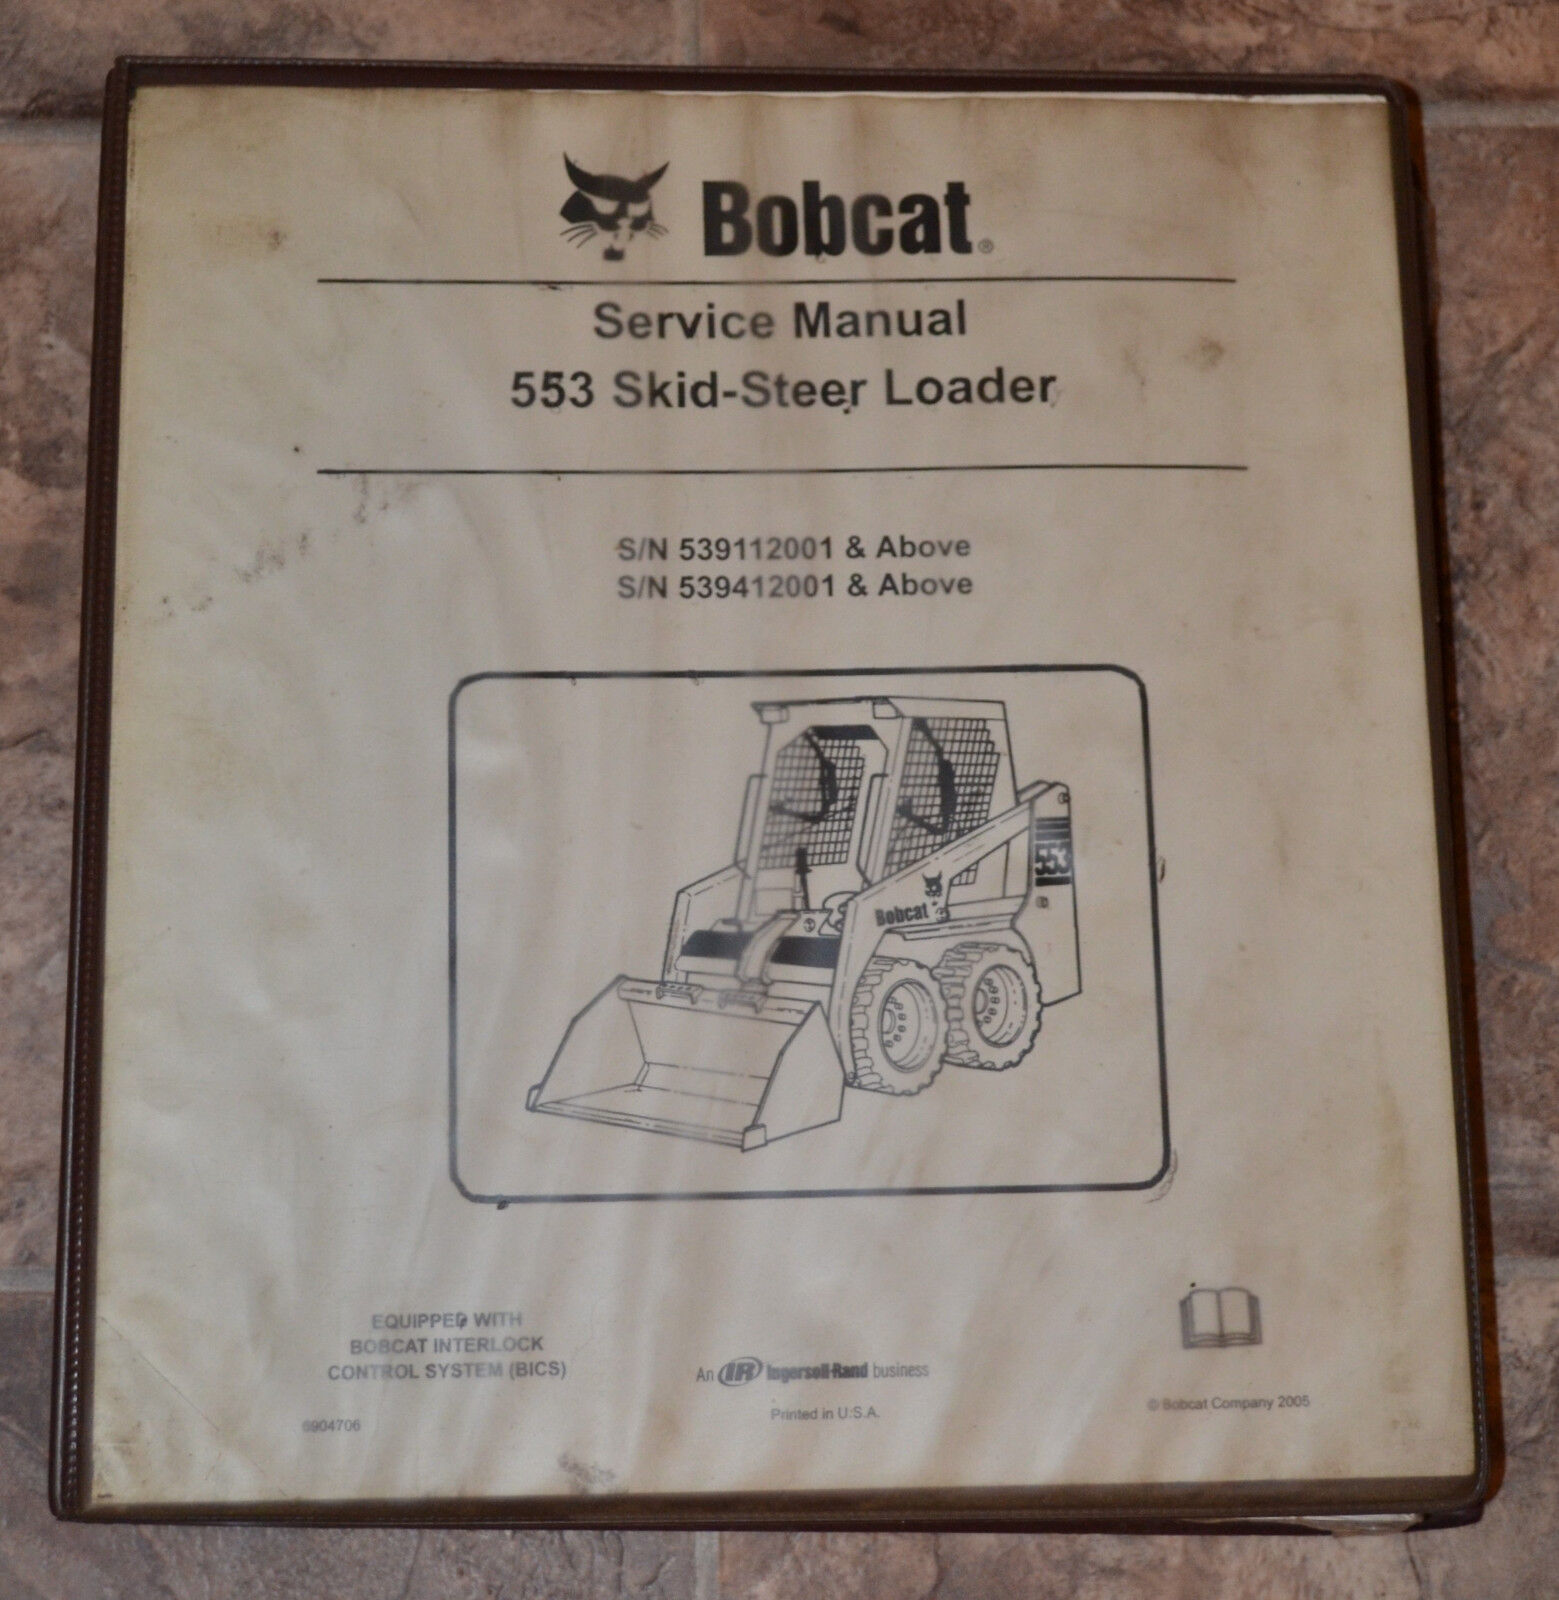 Bobcat®
Service Manual
553 Skid-Steer Loader
S/N 539112001 & Above
S/N 539412001 & Above
553
Bobcat
EQUIPPED WITH
BOBCAT INTERLOCK
CONTROL SYSTEM (BICS)
An IR Ingersoll-Rand business
Printed in U.S.A.
© Bobcat Company 2005
6904706